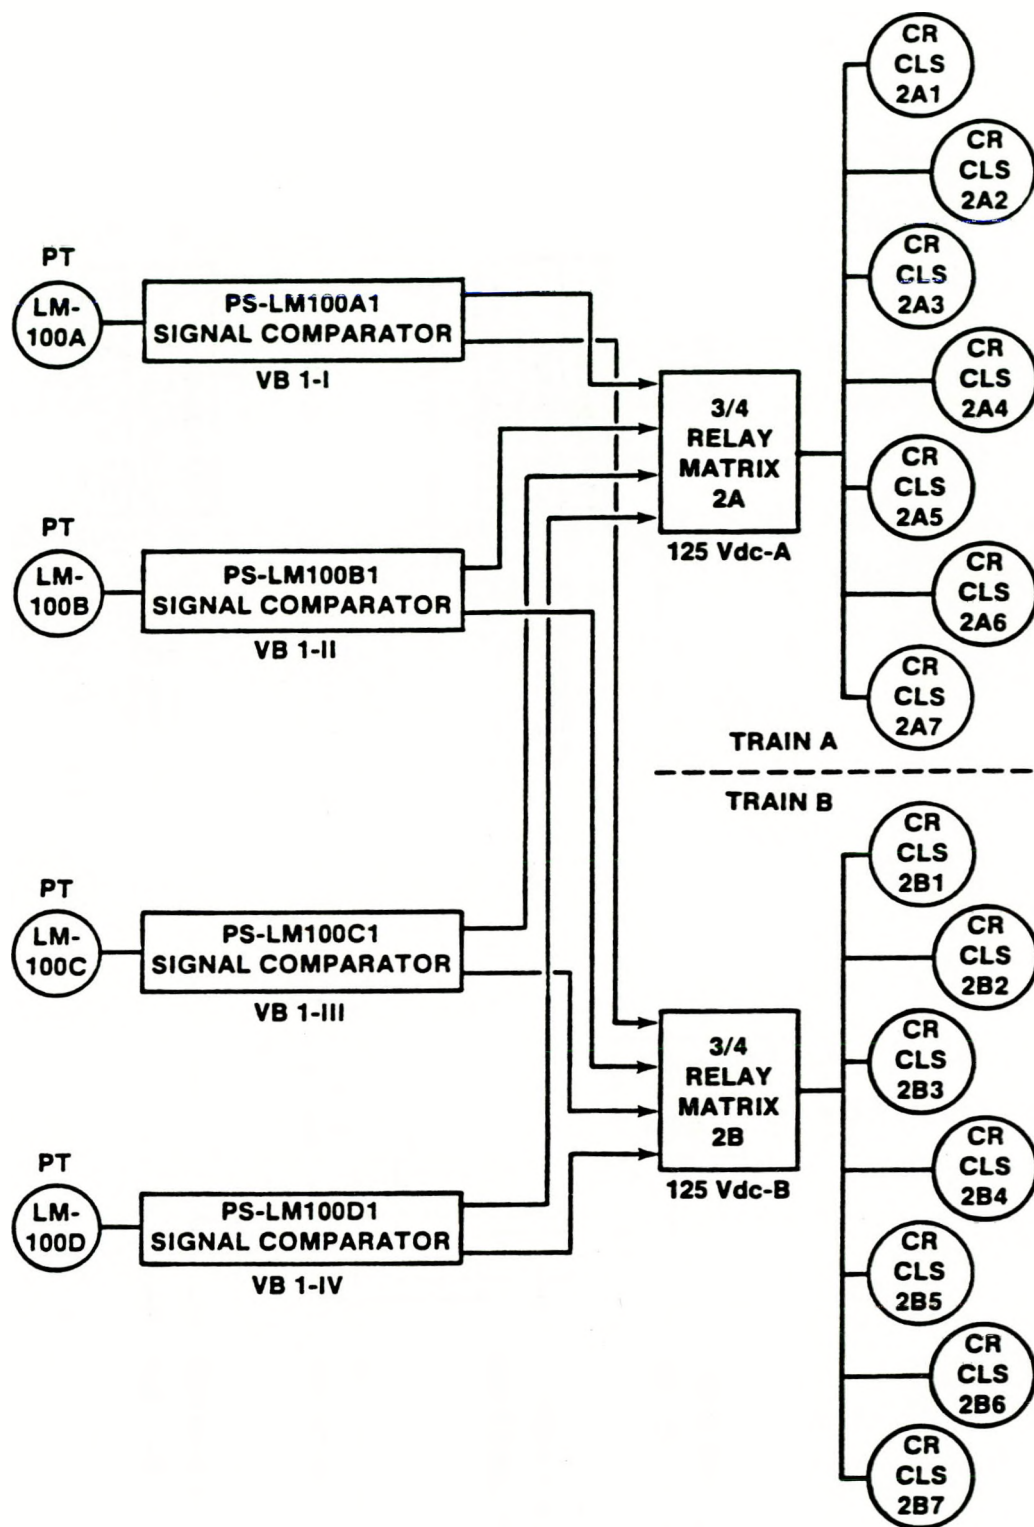 CR
CLS
2A1
CR
CLS
2A2
CR
CLS
2A3
CR
CLS
2A4
CR
CLS
2A5
CR
CLS
2A6
CR
CLS
2A7
PT
LM-
100A
PS-LM100A1
SIGNAL COMPARATOR
VB 1-I
PT
LM-
100B
PS-LM100B1
SIGNAL COMPARATOR
VB 1-II
3/4
RELAY
MATRIX
2A
125 Vdc-A
TRAIN A
TRAIN B
PT
LM-
100C
PS-LM100C1
SIGNAL COMPARATOR
VB 1-III
PT
LM-
100D
PS-LM100D1
SIGNAL COMPARATOR
VB 1-IV
3/4
RELAY
MATRIX
2B
125 Vdc-B
CR
CLS
2B1
CR
CLS
2B2
CR
CLS
2B3
CR
CLS
2B4
CR
CLS
2B5
CR
CLS
2B6
CR
CLS
2B7